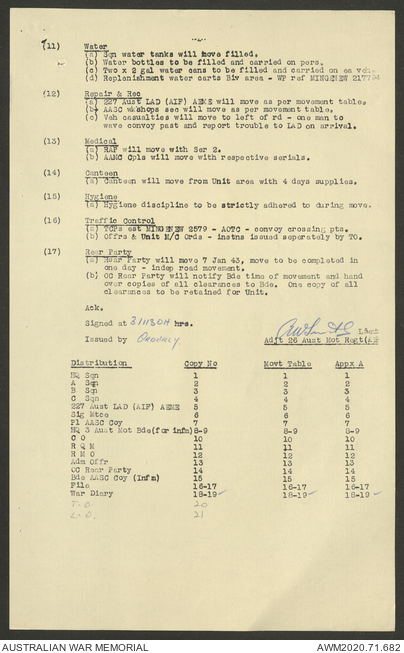 -2-
(11) Water
(a) Sqn water tanks will move filled.
(b) Water bottles to be filled and carried on pers.
(c) Two x 2 gal water cans to be filled and carried on ea veh.
(d) Replenishment water carts Biv area - WP ref MINGENEW
(12) Repair & Rec
(a) 227 Aust LAD (AIF) AEME will move as per movement table.
(b) AASC wkshops sec will move as per movement table.
(c) Veh casualties will move to left of rd - one man to
wave convoy past and report trouble to LAD on arrival.
(13) Medical
(a) RAP will move with Ser 2.
(b) AAMC Cpls will move with respective serials.
(14) Canteen
(a) Canteen will move from Unit area with 4 days supplies.
(15) Hygiene
(a) Hygiene discipline to be strictly adhered to during move.
(16) Traffic Control
(a) TCPs est MINGENEW 2579 - AOTC - convoy crossing pts.
(b) Offrs & Unit M/C Ords - instns issued seperately by TO.
(17) Rear Party
(a) Rear Party will move 7 Jan 43, move to be completed in
one day - indep road movement.
(b) OC Rear Party will notify Bde time of movement and hand
over copies of all clearances to Bde. One copy of all
clearances to be retained for Unit.
Ack.
Signed at 311130H hrs.
Issued by Orderly
Adjt 26 Aust Mot Regt(AIF
Distribution Copy No Movt Table Appx A
HQ Sqn 1 1 1
A Sqn 2 2 2
B Sqn 3 3 3
C Sqn 4 4 4
227 Aust LAD (AIF) AEME 5 5 5
Sig Mtce 6 6 6
Pl AASC Coy 7 7 7
HQ 3 Aust Mot Bde(for infm) 8-9 8-9 8-9
C O 10 10 10
R Q M 11 11 11
R M O 12 12 12
Adm Offr 13 13 13
OC Rear Party 14 14 14
Bde AASC Coy (Infm) 15 15 15
File 16-17 16-17 16-17
War Diary 18-19 18-19 18-19
T.O. 20
L.O. 21
AUSTRALIAN WAR MEMORIAL AWM2020.71.682